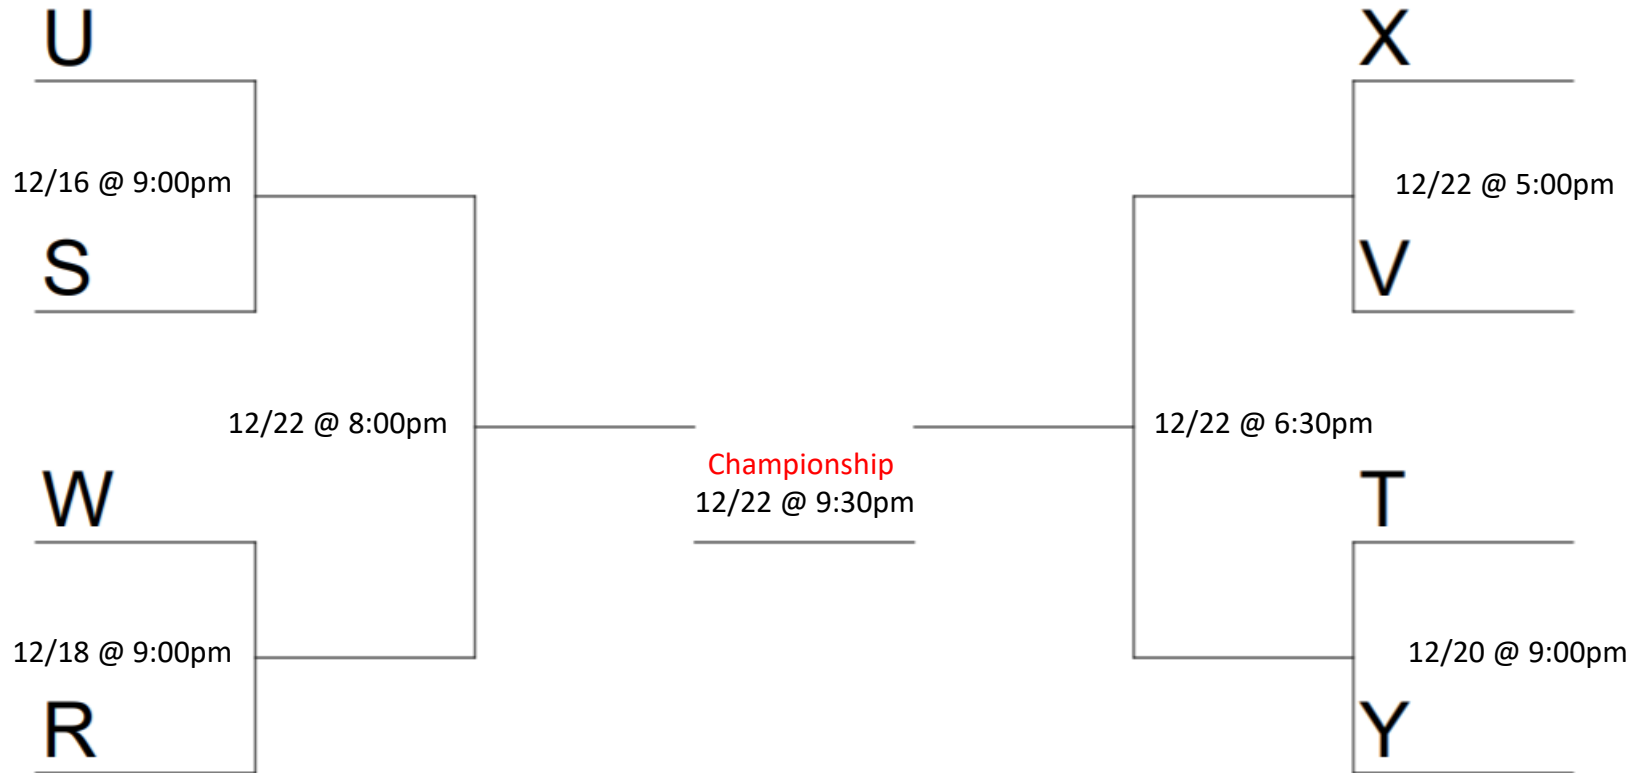 U
X
12/16 @ 9:00pm
12/22 @ 5:00pm
S
V
12/22 @ 8:00pm
12/22 @ 6:30pm
Championship
12/22 @ 9:30pm
W
T
12/18 @ 9:00pm
12/20 @ 9:00pm
R
Y